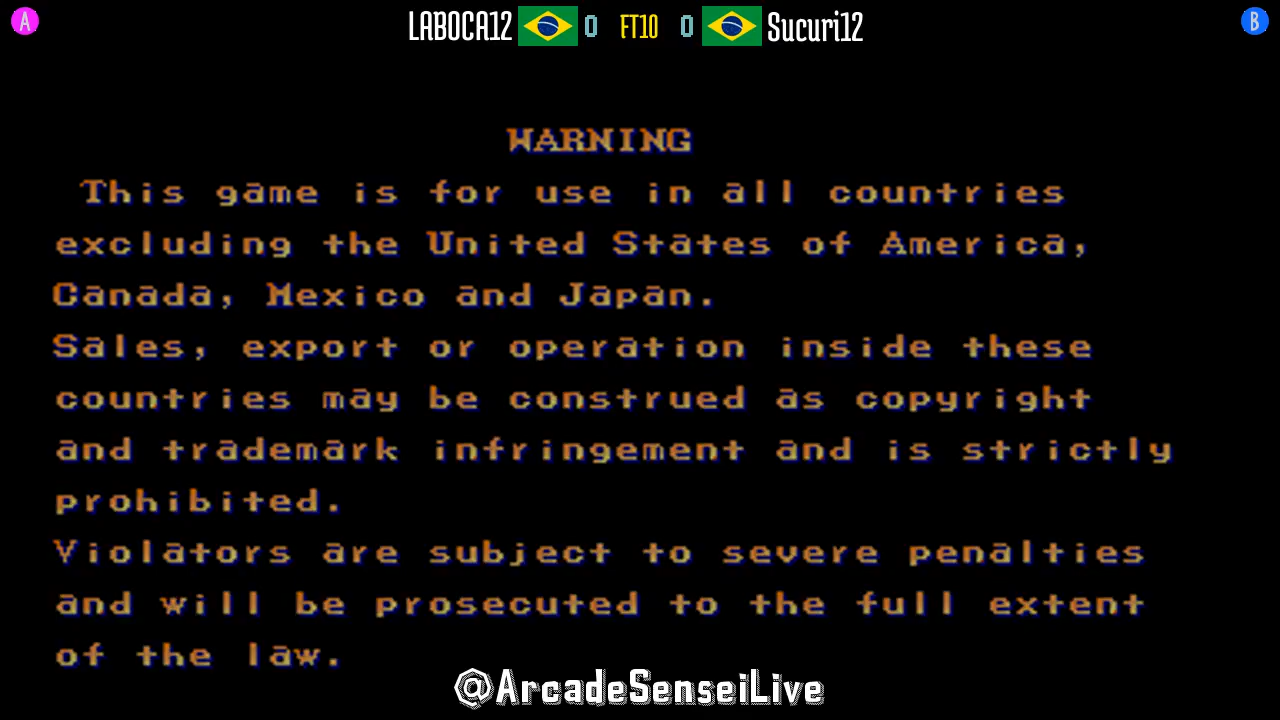 A LABOCA12 0 FT10 0 Sucuri12 B
WARNING
This game is for use in all countries
excluding the United States of America,
Canada, Mexico and Japan.
Sales, export or operation inside these
countries may be construed as copyright
and trademark infringement and is strictly
prohibited.
Violators are subject to severe penalties
and will be prosecuted to the full extent
of the law.
@ArcadeSenseiLive